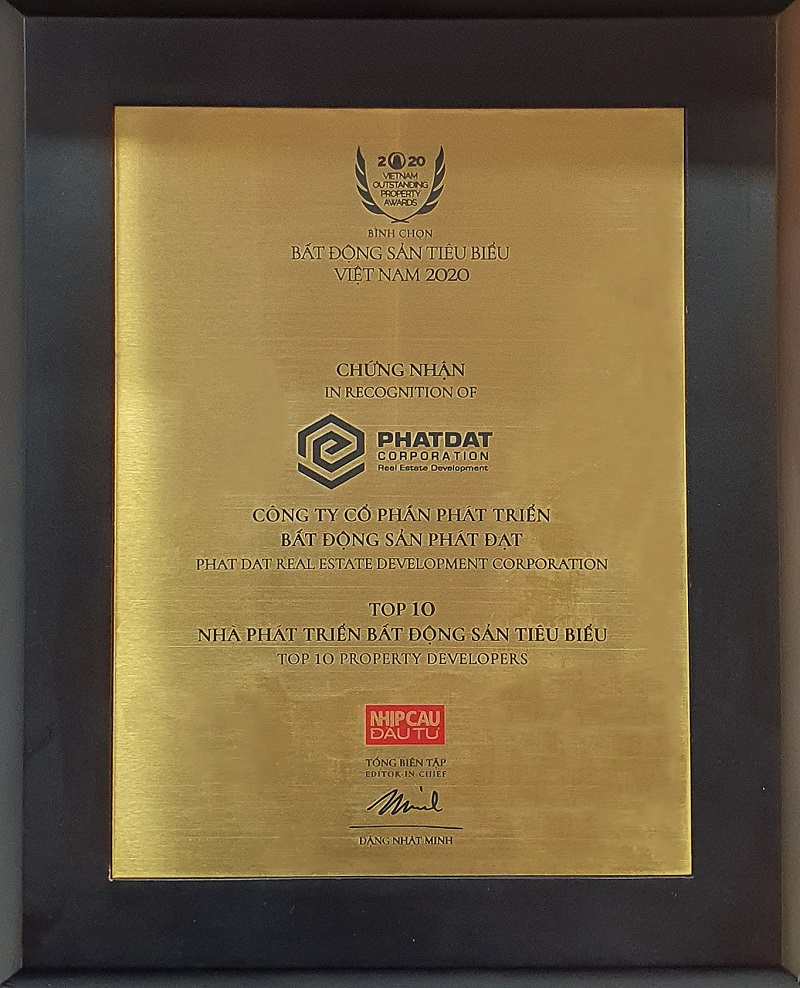 2020
VIETNAM
OUTSTANDING
PROPERTY
AWARDS
BÌNH CHỌN
BẤT ĐỘNG SẢN TIÊU BIỂU
VIỆT NAM 2020
CHỨNG NHẬN
IN RECOGNITION OF
PHATDAT
CORPORATION
Real Estate Development
CÔNG TY CỔ PHẦN PHÁT TRIỂN
BẤT ĐỘNG SẢN PHÁT ĐẠT
PHAT DAT REAL ESTATE DEVELOPMENT CORPORATION
TOP 10
NHÀ PHÁT TRIỂN BẤT ĐỘNG SẢN TIÊU BIỂU
TOP 10 PROPERTY DEVELOPERS
NHỊP CẦU
ĐẦU TƯ
TỔNG BIÊN TẬP
EDITOR-IN-CHIEF
ĐẶNG NHẬT MINH